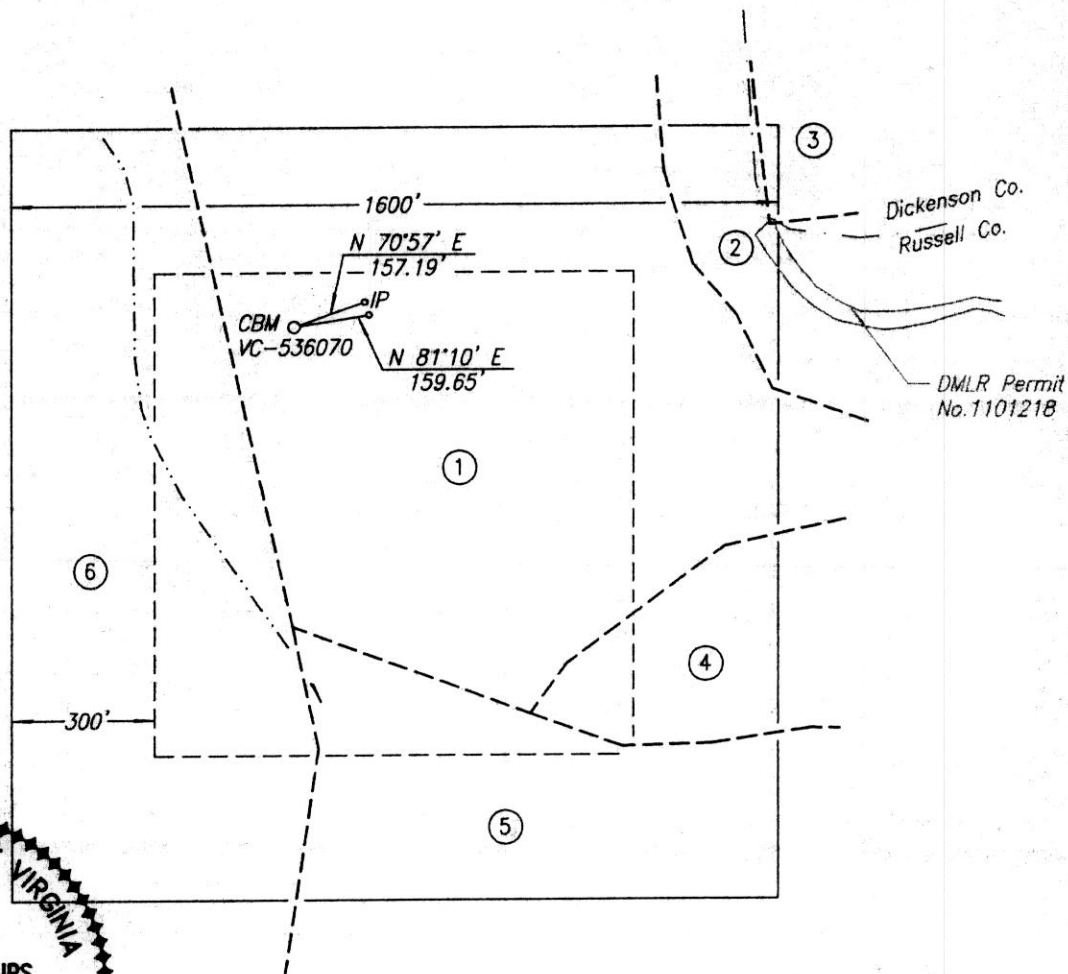 3
Dickenson Co.
Russell Co.
1600'
2
N 70°57' E
157.19'
IP
CBM
VC-536070
N 81°10' E
159.65'
DMLR Permit
No.1101218
1
6
4
300'
5
VIRGINIA